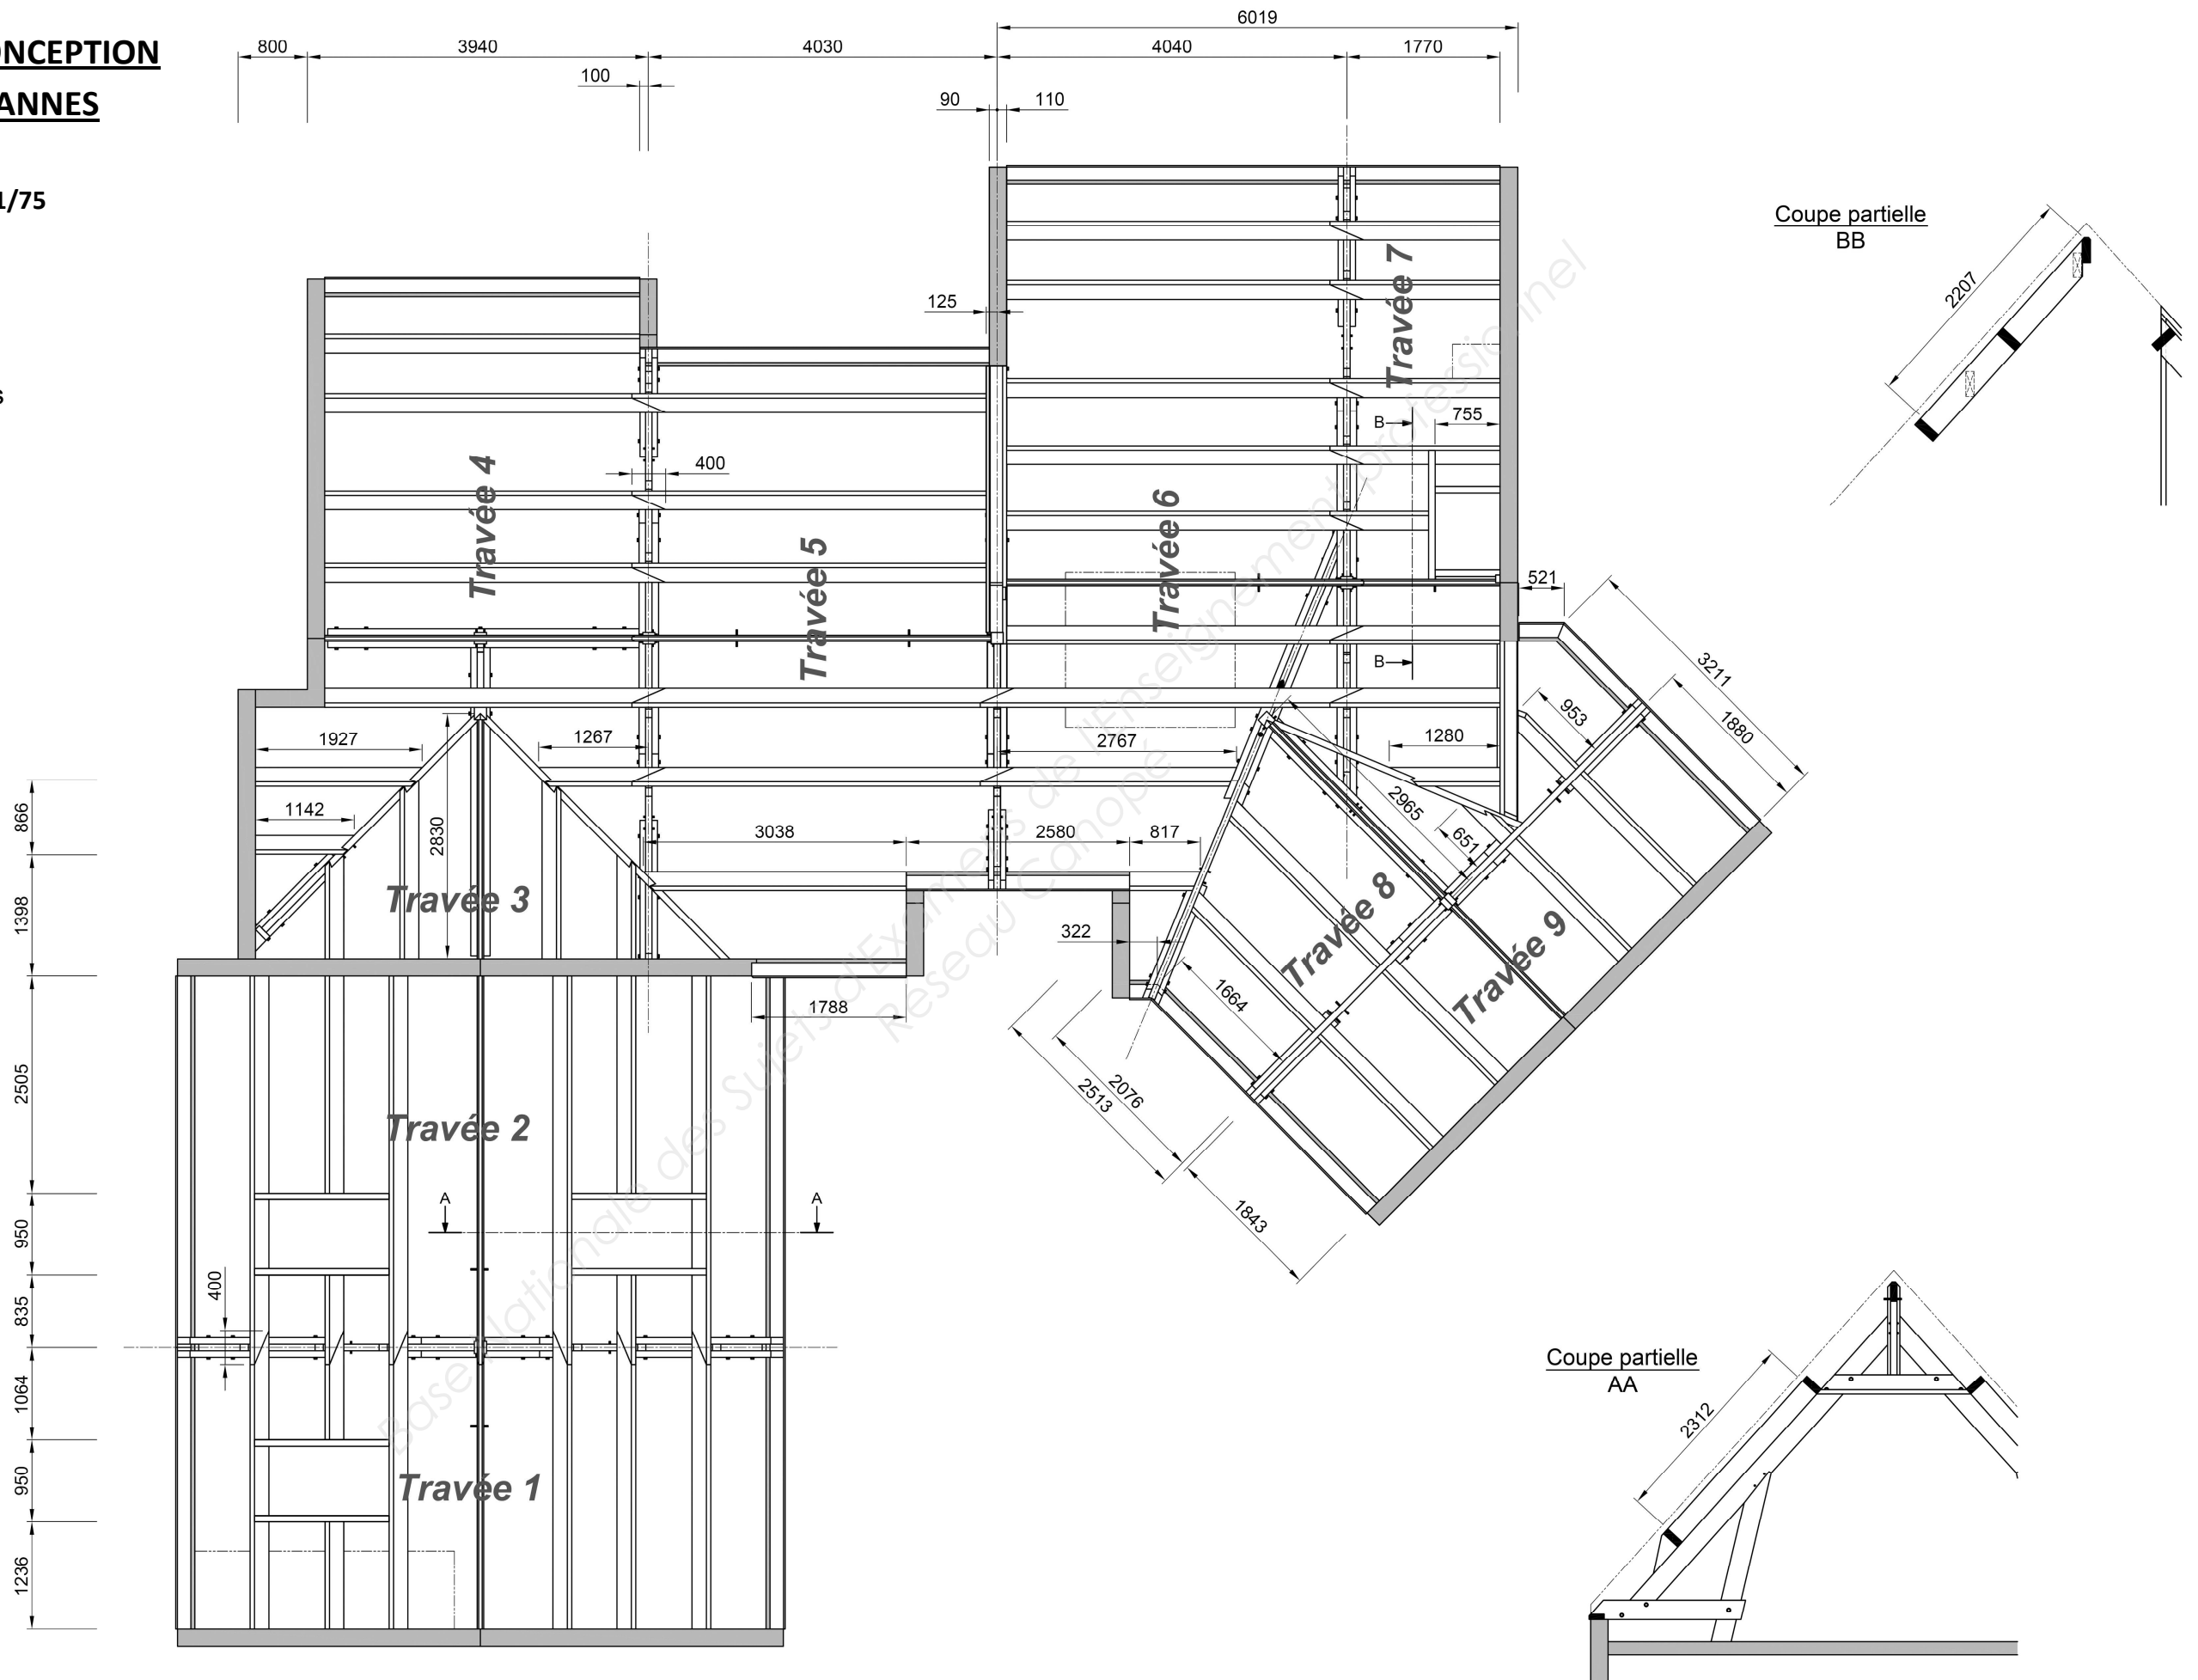 ONCEPTION
ANNES
1/75
s
6019
800
3940
4030
4040
1770
100
90
110
125
400
755
521
Travée 4
Travée 5
Travée 6
Travée 7
B
B
3211
1880
953
1927
1267
2767
1280
1142
2830
3038
2580
817
2965
651
866
1398
2505
950
835
1064
950
1236
Travée 3
322
Travée 8
Travée 9
1788
1664
2076
2513
1843
Travée 2
A
A
400
Travée 1
Coupe partielle
BB
2207
Coupe partielle
AA
2312
Base Nationale des Sujets d'Examens de l'Enseignement professionnel
Réseau Canopé